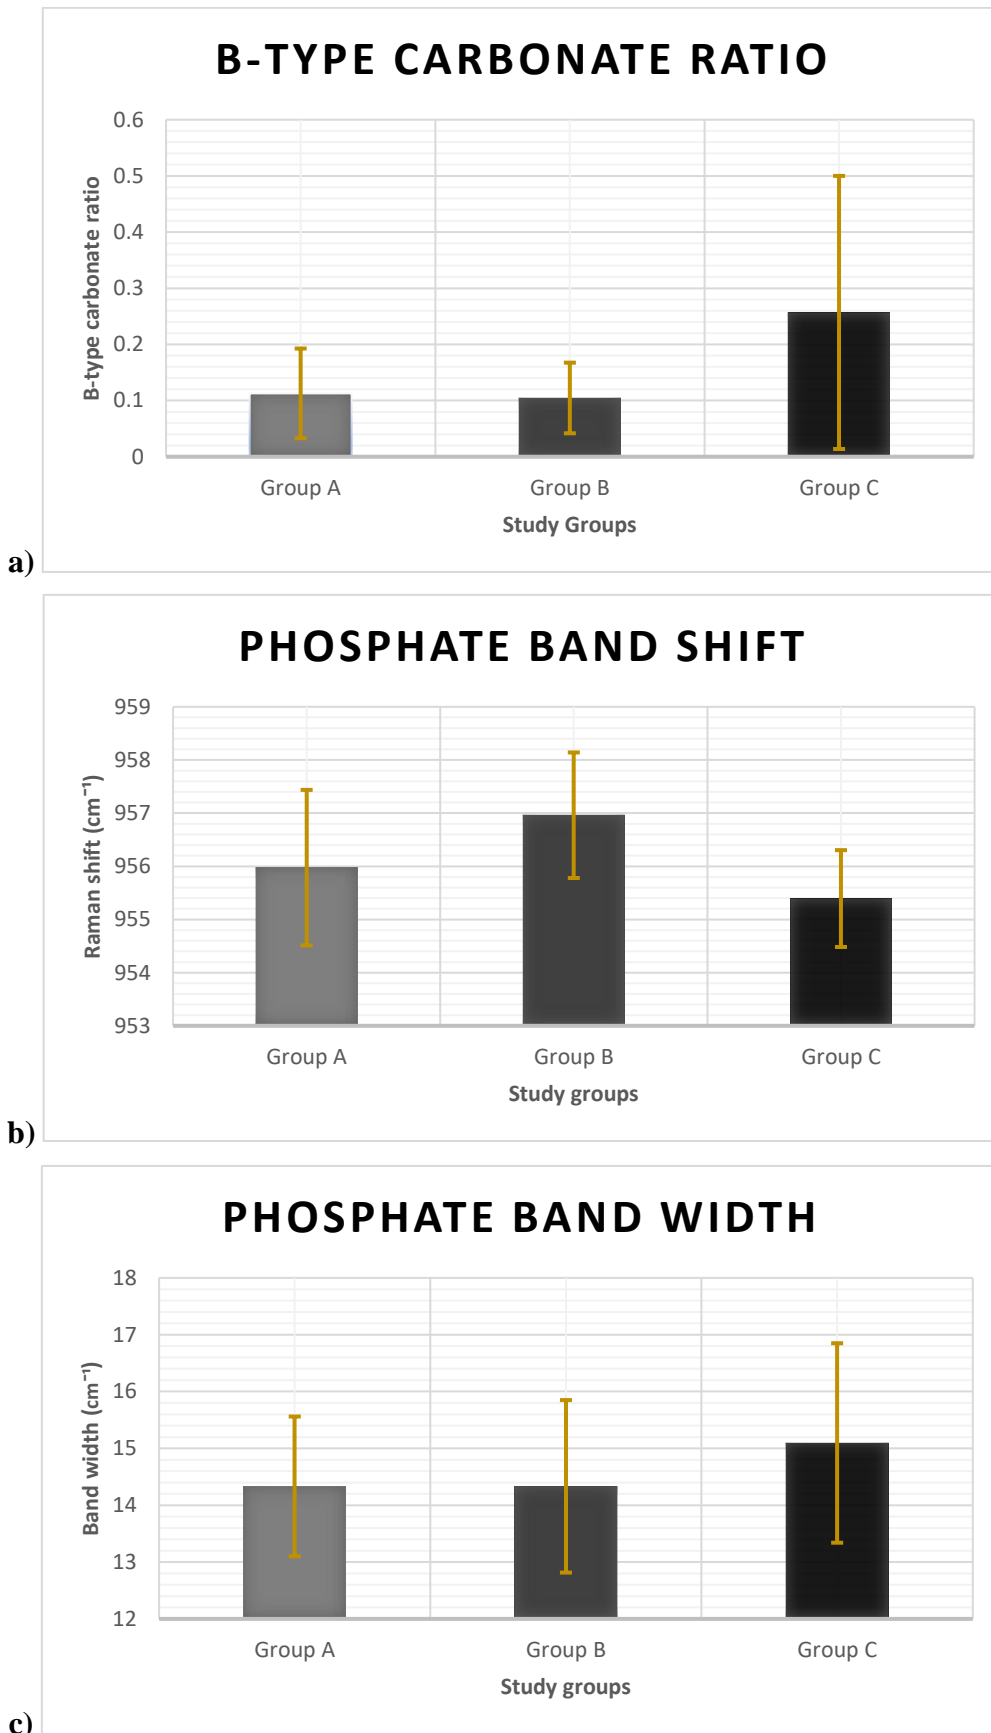 B-TYPE CARBONATE RATIO
0.6
0.5
0.4
0.3
0.2
0.1
0
B-type carbonate ratio
Group A Group B Group C
Study Groups
a)
PHOSPHATE BAND SHIFT
959
958
957
956
955
954
953
Raman shift (cm⁻¹)
Group A Group B Group C
Study groups
b)
PHOSPHATE BAND WIDTH
18
17
16
15
14
13
12
Band width (cm⁻¹)
Group A Group B Group C
Study groups
c)